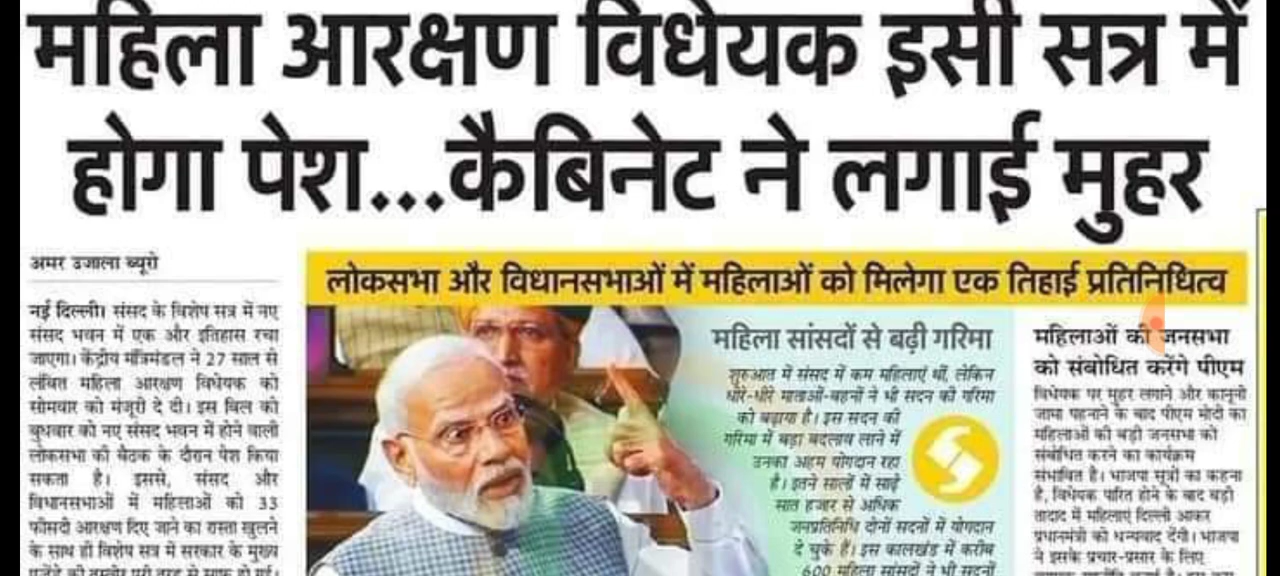 महिला आरक्षण विधेयक इसी सत्र में
होगा पेश...कैबिनेट ने लगाई मुहर
अमर उजाला ब्यूरो
नई दिल्ली। संसद के विशेष सत्र में नए
संसद भवन में एक और इतिहास रचा
जाएगा। केंद्रीय मंत्रिमंडल ने 27 साल से
लंबित महिला आरक्षण विधेयक को
सोमवार को मंजूरी दे दी। इस बिल को
बुधवार को नए संसद भवन में होने वाली
लोकसभा की बैठक के दौरान पेश किया
जा सकता है। इससे, संसद और
विधानसभाओं में महिलाओं को 33
फीसदी आरक्षण दिए जाने का रास्ता खुलने
के साथ ही विशेष सत्र में सरकार के मुख्य
लोकसभा और विधानसभाओं में महिलाओं को मिलेगा एक तिहाई प्रतिनिधित्व
महिला सांसदों से बढ़ी गरिमा
शुरुआत में संसद में कम महिलाएं थीं, लेकिन
धीरे-धीरे माताओं-बहनों ने भी सदन की गरिमा
को बढ़ाया है। इस सदन की
गरिमा में बड़ा बदलाव लाने में
उनका अहम योगदान रहा
है। इतने सालों में साढ़े
सात हजार से अधिक
जनप्रतिनिधि दोनों सदनों में योगदान
दे चुके हैं। इस कालखंड में करीब
600 महिला सांसदों ने भी सदनों
महिलाओं की जनसभा
को संबोधित करेंगे पीएम
विधेयक पर मुहर लगाने और कानूनी
जामा पहनाने के बाद पीएम मोदी का
महिलाओं की बड़ी जनसभा को
संबोधित करने का कार्यक्रम
संभावित है। भाजपा सूत्रों का कहना
है, विधेयक पारित होने के बाद बड़ी
तादाद में महिलाएं दिल्ली आकर
प्रधानमंत्री को धन्यवाद देंगी। भाजपा
ने इसके प्रचार-प्रसार के लिए